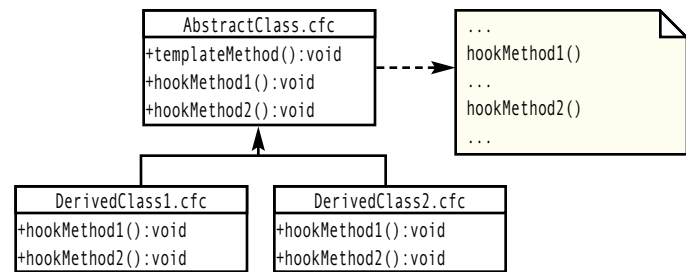 AbstractClass.cfc
+templateMethod():void
+hookMethod1():void
+hookMethod2():void
...
hookMethod1()
...
hookMethod2()
...
DerivedClass1.cfc
+hookMethod1():void
+hookMethod2():void
DerivedClass2.cfc
+hookMethod1():void
+hookMethod2():void